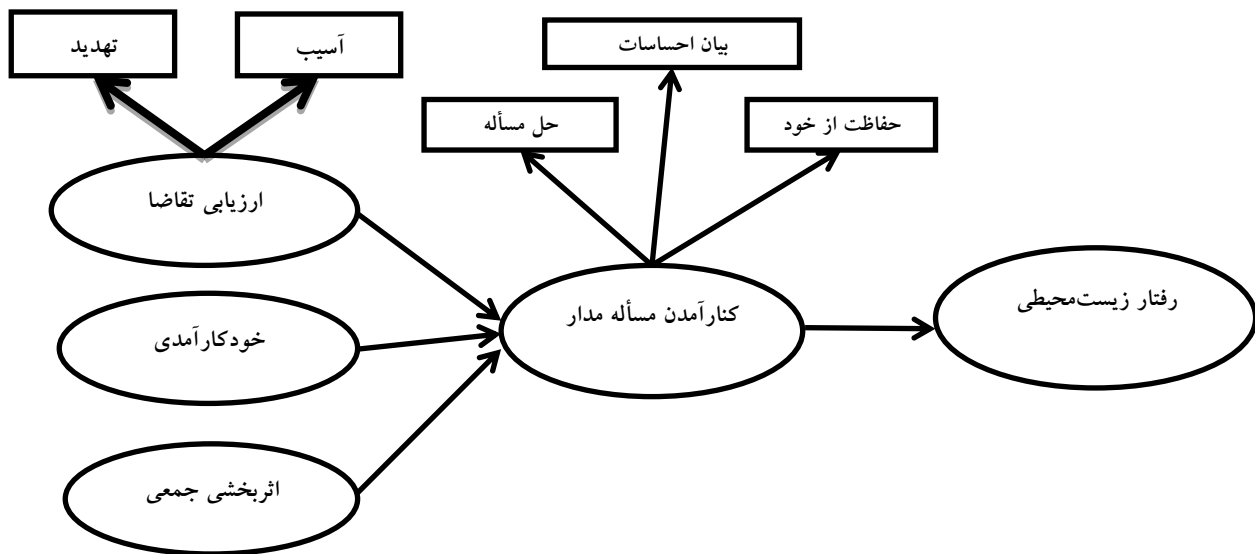 بیان احساسات
آسیب
تهدید
حفاظت از خود
حل مسأله
ارزیابی تقاضا
رفتار زیست‌محیطی
کنارآمدن مسأله مدار
خودکارآمدی
اثربخشی جمعی